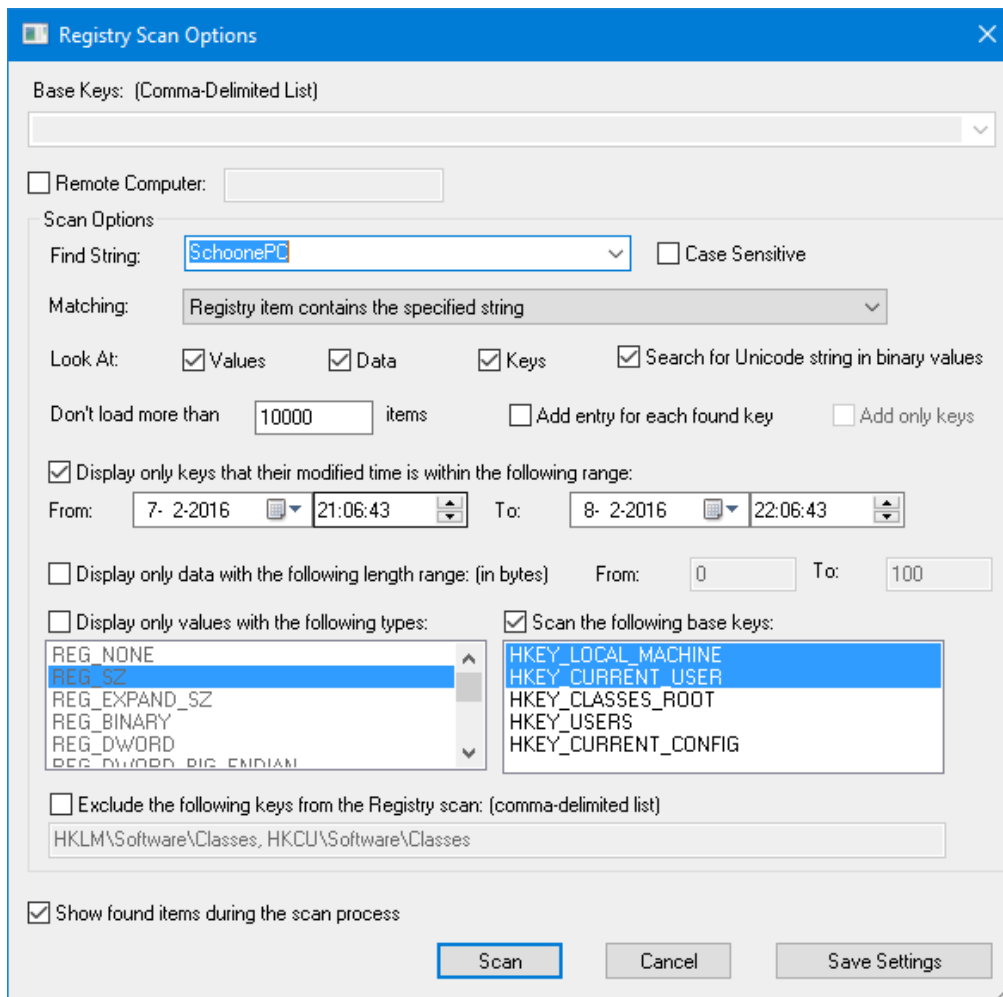 Registry Scan Options
Base Keys: (Comma-Delimited List)
Remote Computer:
Scan Options
Find String: SchoonePC Case Sensitive
Matching: Registry item contains the specified string
Look At: Values Data Keys Search for Unicode string in binary values
Don't load more than 10000 items Add entry for each found key Add only keys
Display only keys that their modified time is within the following range:
From: 7- 2-2016 21:06:43 To: 8- 2-2016 22:06:43
Display only data with the following length range: (in bytes) From: 0 To: 100
Display only values with the following types: Scan the following base keys:
REG_NONE HKEY_LOCAL_MACHINE
REG_SZ HKEY_CURRENT_USER
REG_EXPAND_SZ HKEY_CLASSES_ROOT
REG_BINARY HKEY_USERS
REG_DWORD HKEY_CURRENT_CONFIG
REG_DWORD_BIG_ENDIAN
Exclude the following keys from the Registry scan: (comma-delimited list)
HKLM\Software\Classes, HKCU\Software\Classes
Show found items during the scan process
Scan Cancel Save Settings